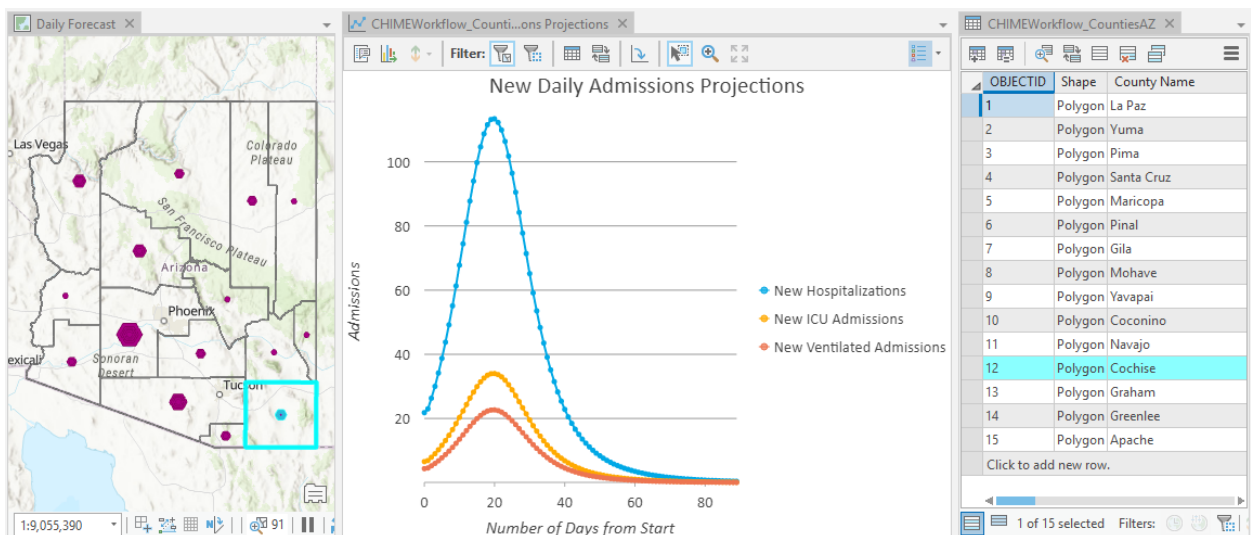 Daily Forecast
Las Vegas
Colorado
Plateau
San Francisco Plateau
Arizona
Phoenix
Sonoran
Desert
exicali
Tucson
1:9,055,390
91
CHIMEWorkflow_Counti...ons Projections
Filter:
New Daily Admissions Projections
Admissions
100
80
60
40
20
0 20 40 60 80
Number of Days from Start
New Hospitalizations
New ICU Admissions
New Ventilated Admissions
CHIMEWorkflow_CountiesAZ
OBJECTID Shape County Name
1 Polygon La Paz
2 Polygon Yuma
3 Polygon Pima
4 Polygon Santa Cruz
5 Polygon Maricopa
6 Polygon Pinal
7 Polygon Gila
8 Polygon Mohave
9 Polygon Yavapai
10 Polygon Coconino
11 Polygon Navajo
12 Polygon Cochise
13 Polygon Graham
14 Polygon Greenlee
15 Polygon Apache
Click to add new row.
1 of 15 selected Filters: